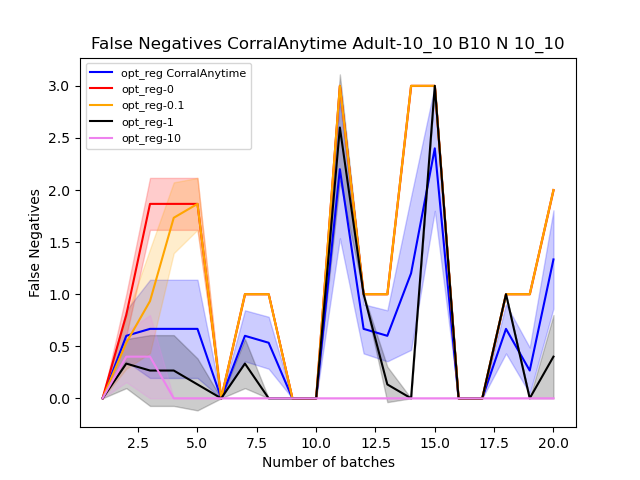 False Negatives CorralAnytime Adult-10_10 B10 N 10_10
opt_reg CorralAnytime
opt_reg-0
opt_reg-0.1
opt_reg-1
opt_reg-10
False Negatives
3.0
2.5
2.0
1.5
1.0
0.5
0.0
2.5 5.0 7.5 10.0 12.5 15.0 17.5 20.0
Number of batches